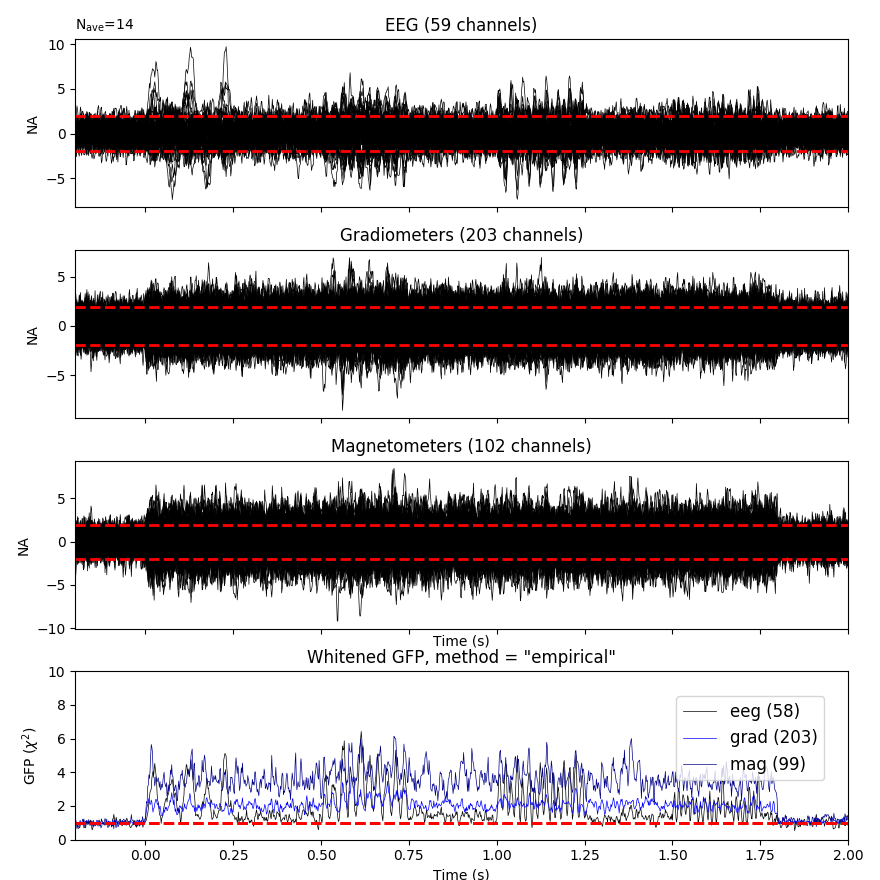 N_ave=14
EEG (59 channels)
10
5
0
−5
NA
Gradiometers (203 channels)
5
0
−5
NA
Magnetometers (102 channels)
5
0
−5
−10
NA
Time (s)
Whitened GFP, method = "empirical"
10
8
6
4
2
0
GFP (χ²)
eeg (58)
grad (203)
mag (99)
0.00 0.25 0.50 0.75 1.00 1.25 1.50 1.75 2.00
Time (s)